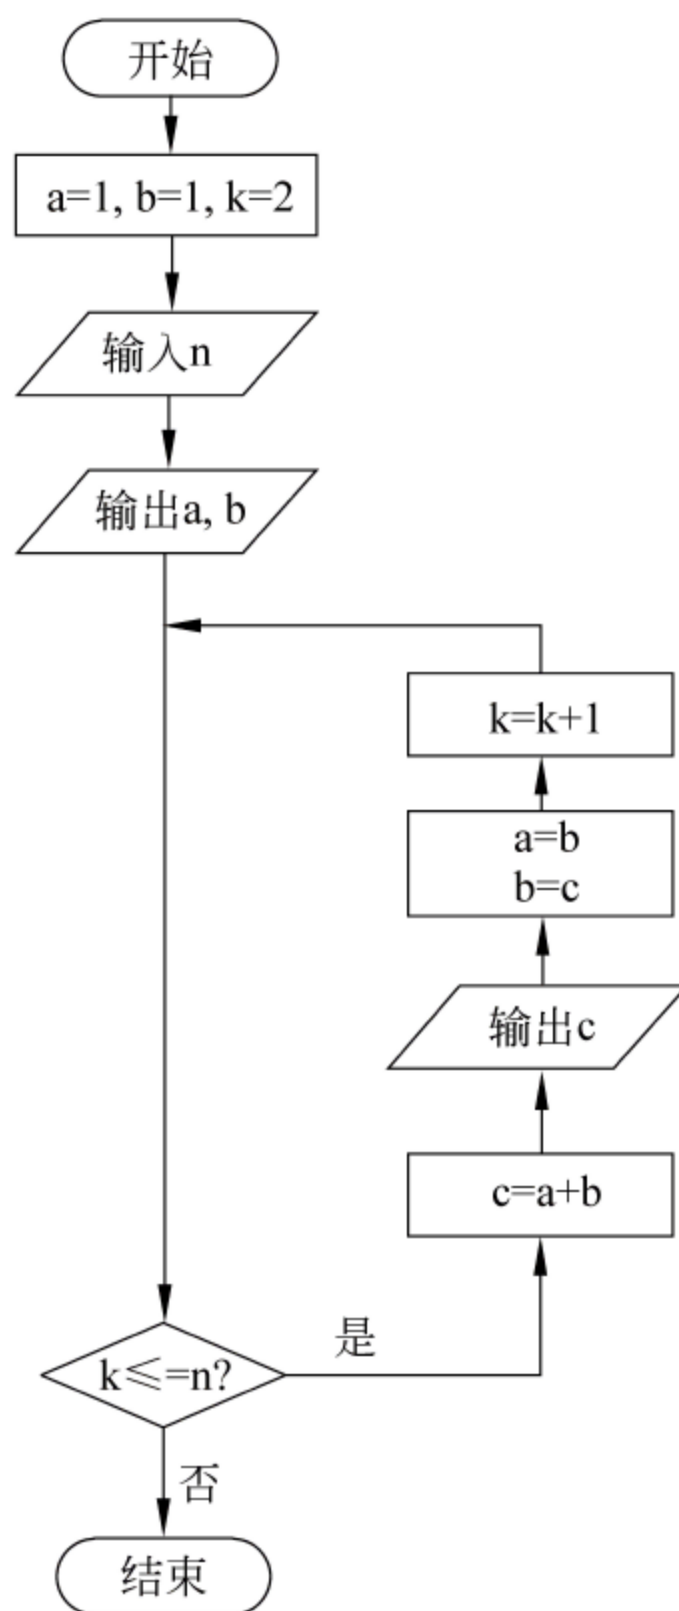 开始
a=1, b=1, k=2
输入n
输出a, b
k=k+1
a=b
b=c
输出c
c=a+b
k≤=n?
是
否
结束